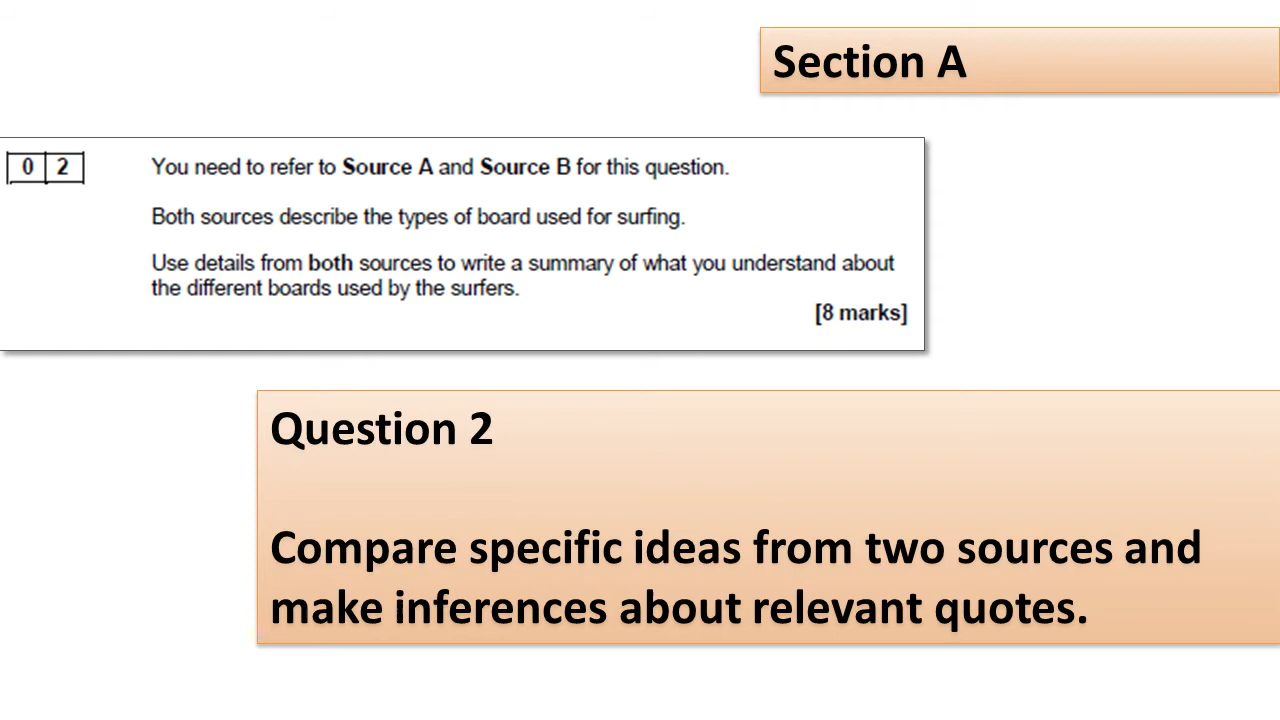 Section A
0 2
You need to refer to Source A and Source B for this question.
Both sources describe the types of board used for surfing.
Use details from both sources to write a summary of what you understand about
the different boards used by the surfers.
[8 marks]
Question 2
Compare specific ideas from two sources and
make inferences about relevant quotes.